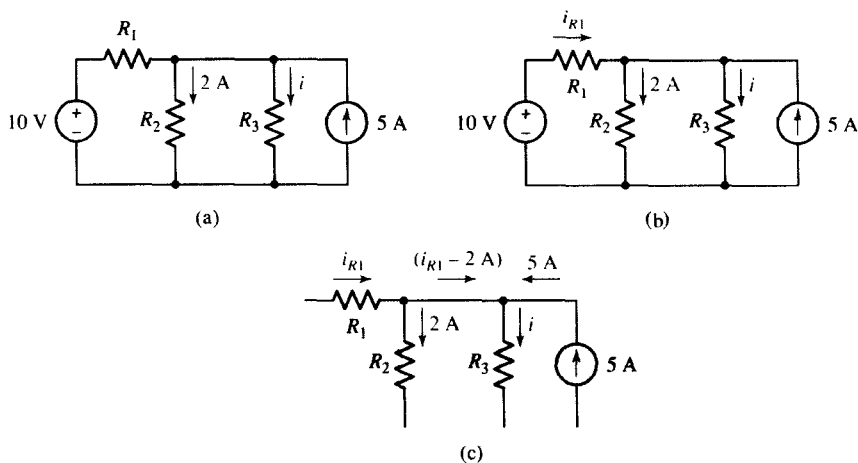 R1
10 V
+
−
R2
2 A
R3
i
5 A
(a)
iR1
R1
10 V
+
−
R2
2 A
R3
i
5 A
(b)
iR1
(iR1 − 2 A)
5 A
R1
R2
2 A
R3
i
5 A
(c)